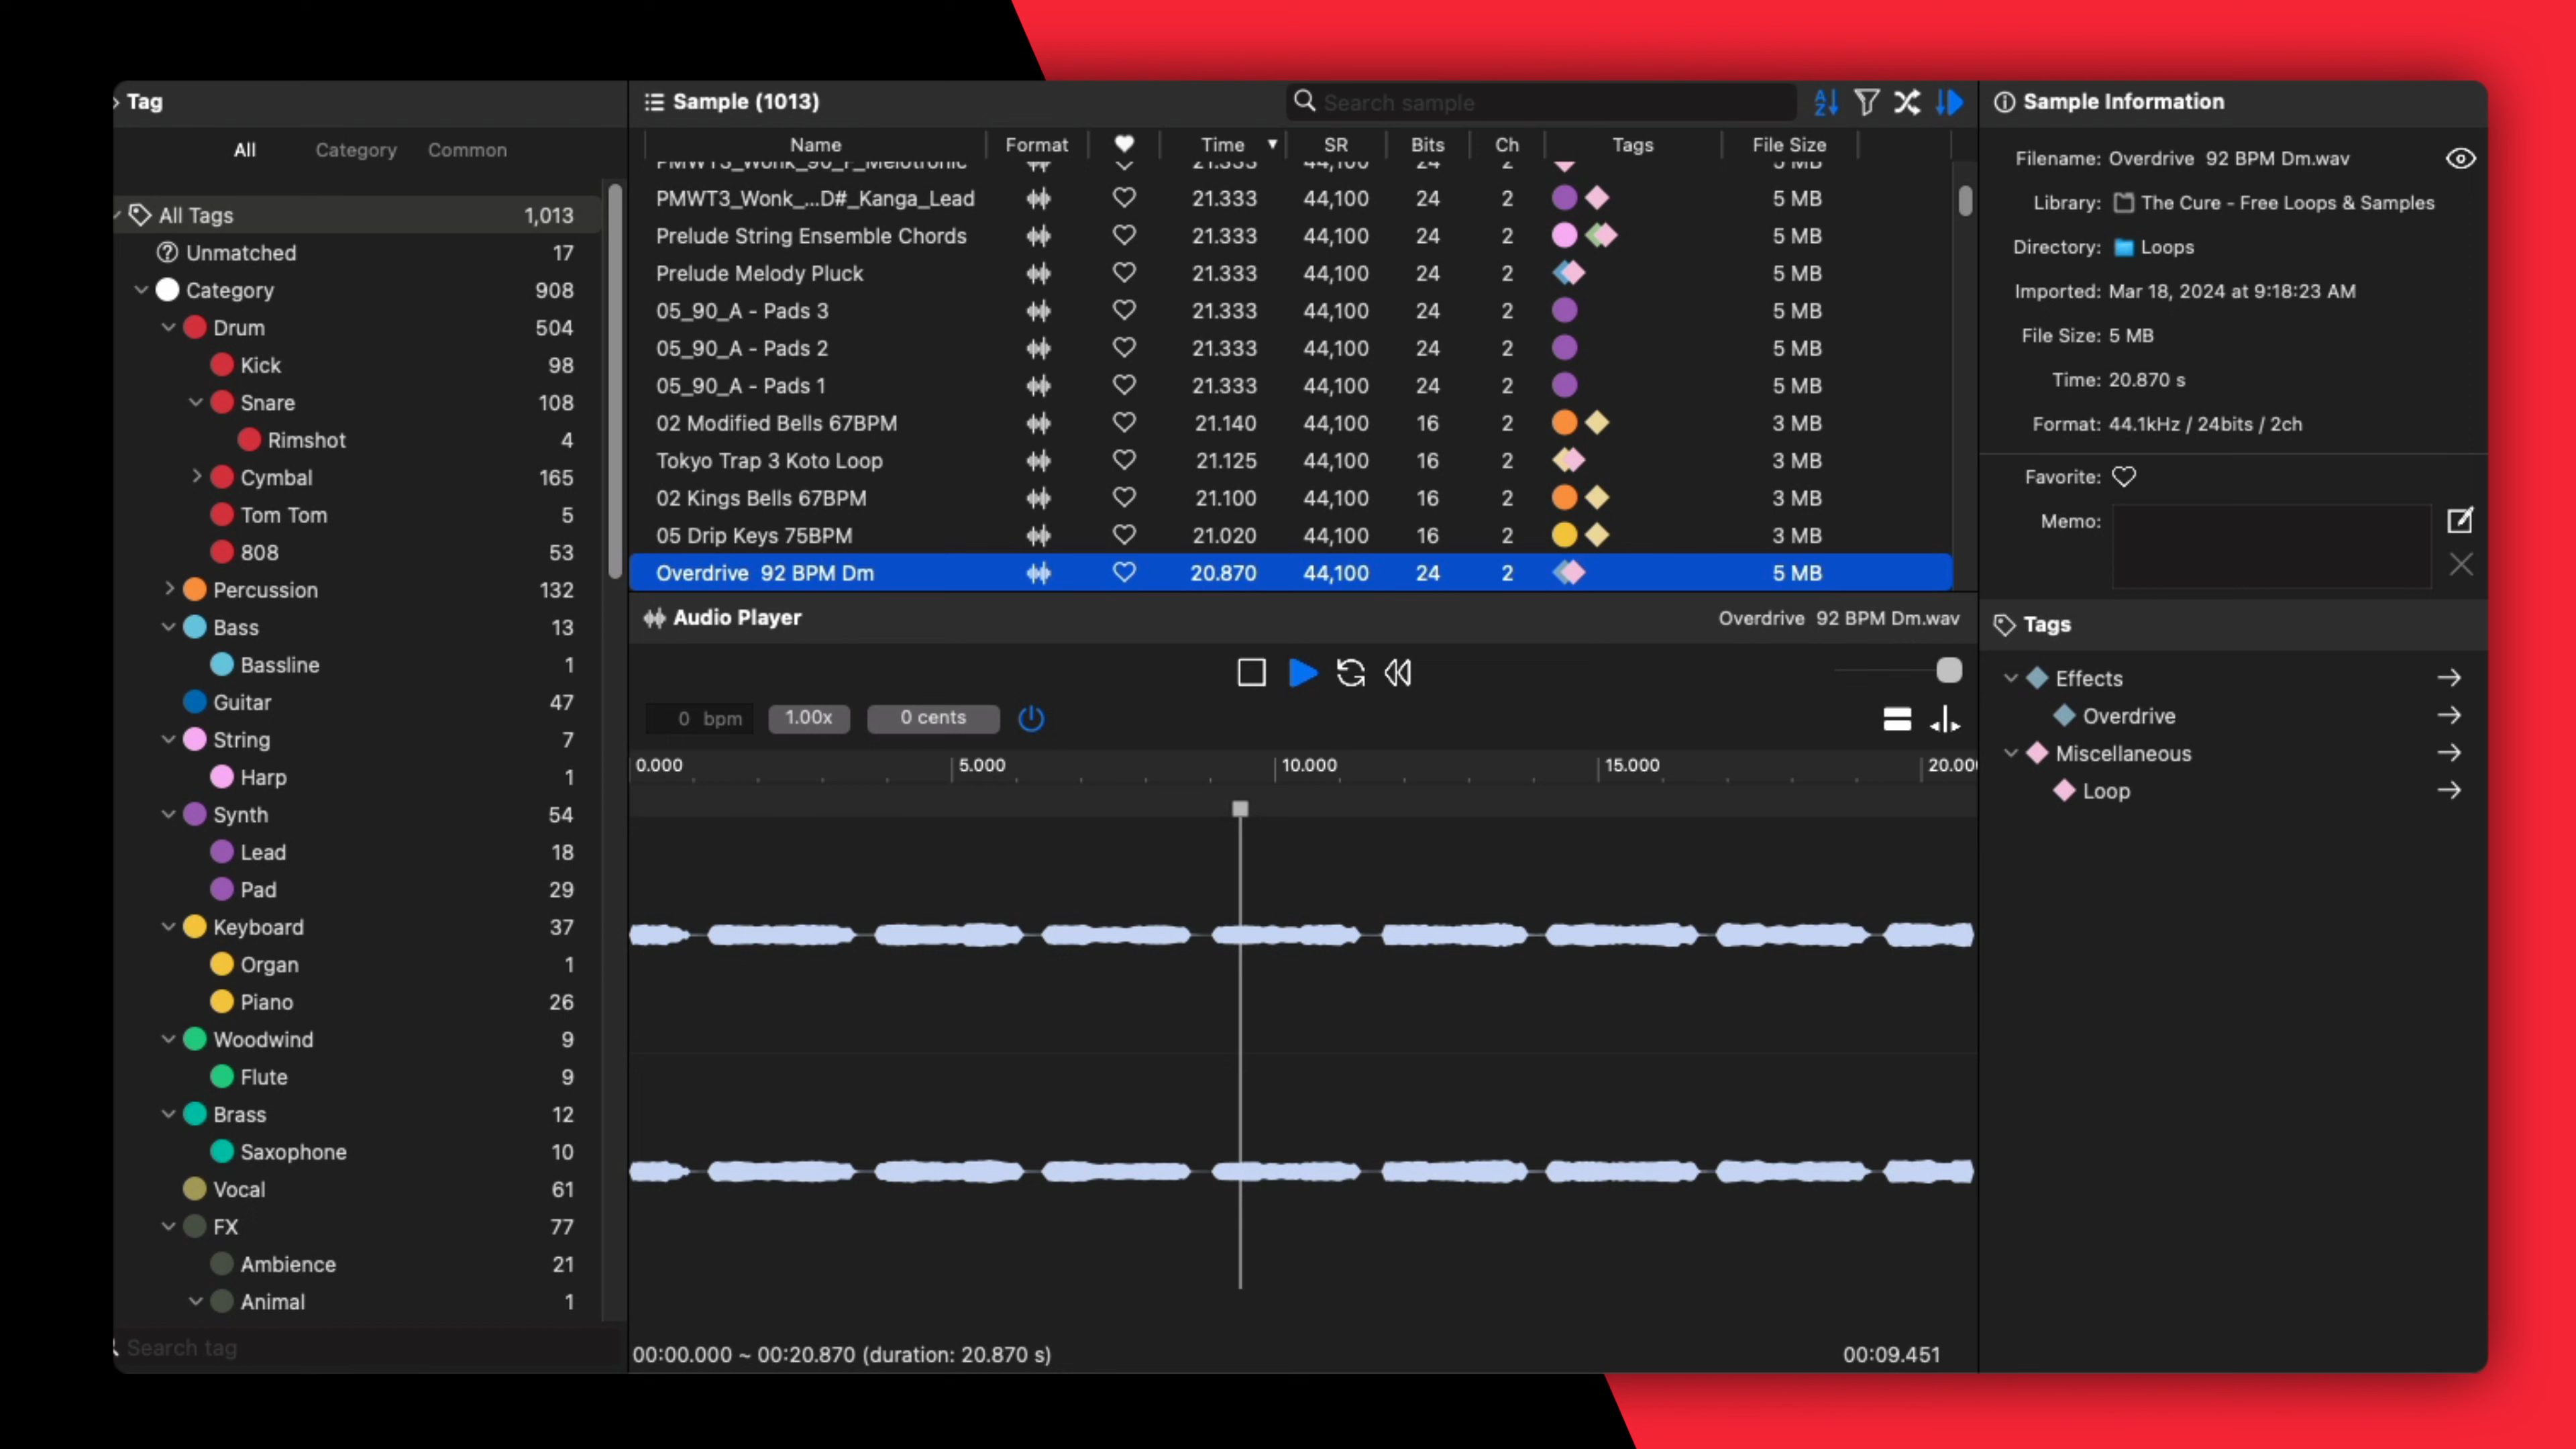 Tag
All Category Common
All Tags 1,013
Unmatched 17
Category 908
Drum 504
Kick 98
Snare 108
Rimshot 4
Cymbal 165
Tom Tom 5
808 53
Percussion 132
Bass 13
Bassline 1
Guitar 47
String 7
Harp 1
Synth 54
Lead 18
Pad 29
Keyboard 37
Organ 1
Piano 26
Woodwind 9
Flute 9
Brass 12
Saxophone 10
Vocal 61
FX 77
Ambience 21
Animal 1
Search tag
Sample (1013)
Search sample
Name Format Time SR Bits Ch Tags File Size
PMWT3_Wonk_90_F_Melotronic 21.333 44,100 24 2 5 MB
PMWT3_Wonk_...D#_Kanga_Lead 21.333 44,100 24 2 5 MB
Prelude String Ensemble Chords 21.333 44,100 24 2 5 MB
Prelude Melody Pluck 21.333 44,100 24 2 5 MB
05_90_A - Pads 3 21.333 44,100 24 2 5 MB
05_90_A - Pads 2 21.333 44,100 24 2 5 MB
05_90_A - Pads 1 21.333 44,100 24 2 5 MB
02 Modified Bells 67BPM 21.140 44,100 16 2 3 MB
Tokyo Trap 3 Koto Loop 21.125 44,100 16 2 3 MB
02 Kings Bells 67BPM 21.100 44,100 16 2 3 MB
05 Drip Keys 75BPM 21.020 44,100 16 2 3 MB
Overdrive 92 BPM Dm 20.870 44,100 24 2 5 MB
Audio Player Overdrive 92 BPM Dm.wav
0 bpm 1.00x 0 cents
0.000 5.000 10.000 15.000 20.00
00:00.000 ~ 00:20.870 (duration: 20.870 s) 00:09.451
Sample Information
Filename: Overdrive 92 BPM Dm.wav
Library: The Cure - Free Loops & Samples
Directory: Loops
Imported: Mar 18, 2024 at 9:18:23 AM
File Size: 5 MB
Time: 20.870 s
Format: 44.1kHz / 24bits / 2ch
Favorite:
Memo:
Tags
Effects
Overdrive
Miscellaneous
Loop